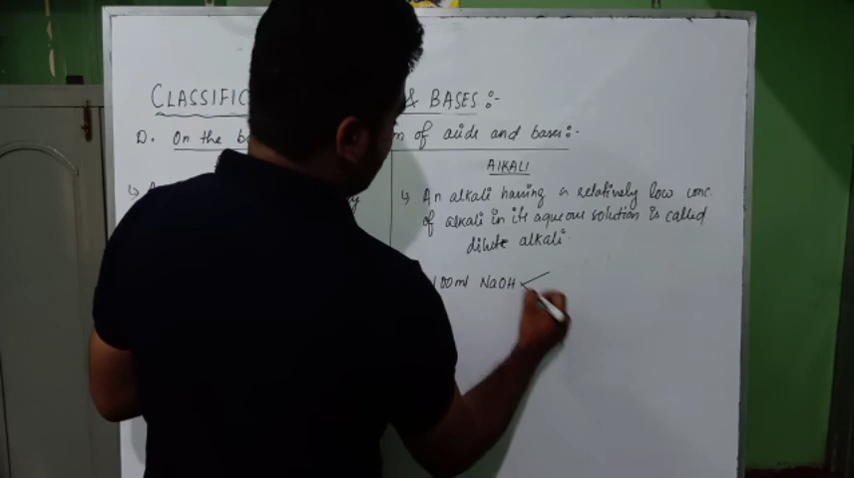 CLASSIFIC & BASES :-
D. On the ba n of acids and bases :-
AlKALI
↳ An alkali having a relatively low conc.
of alkali in its aqueous solution is called
dilute alkali.
100ml NaOH